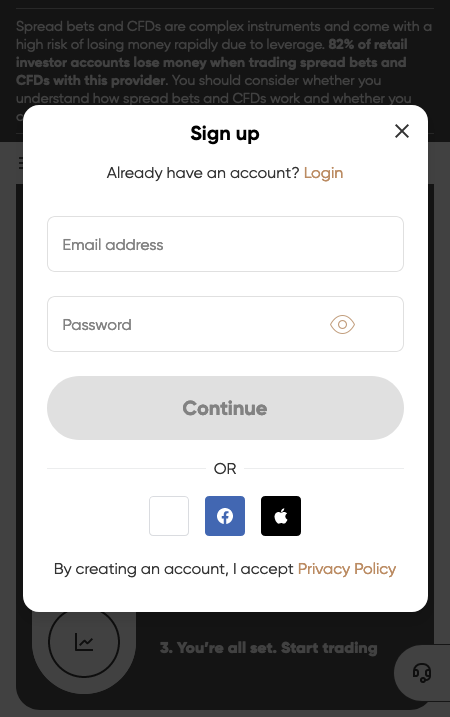 Spread bets and CFDs are complex instruments and come with a
high risk of losing money rapidly due to leverage. 82% of retail
investor accounts lose money when trading spread bets and
CFDs with this provider. You should consider whether you
understand how spread bets and CFDs work and whether you
Sign up
Already have an account? Login
Email address
Password
Continue
OR
By creating an account, I accept Privacy Policy
3. You're all set. Start trading